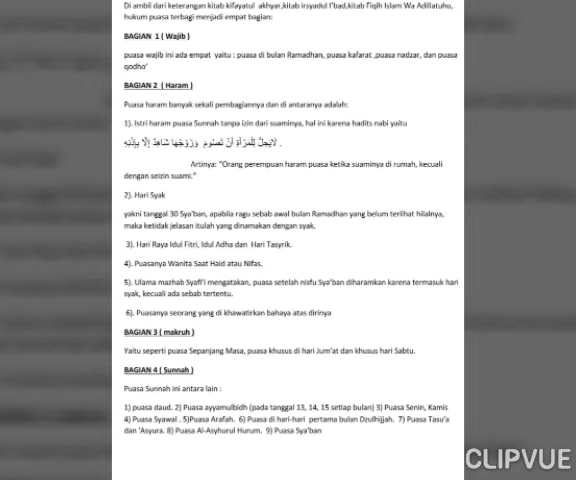 Di ambil dari keterangan kitab kifayatul akhyar,kitab irsyadul I'bad,kitab Fiqih Islam Wa Adillatuhu,
hukum puasa terbagi menjadi empat bagian:
BAGIAN 1 ( Wajib )
puasa wajib ini ada empat yaitu : puasa di bulan Ramadhan, puasa kafarat ,puasa nadzar, dan puasa
qodho'
BAGIAN 2 ( Haram )
Puasa haram banyak sekali pembagiannya dan di antaranya adalah:
1). Istri haram puasa Sunnah tanpa izin dari suaminya, hal ini karena hadits nabi yaitu
لايَحِلُّ لِلْمَرْأَةِ أَنْ تَصُومَ وَزَوْجُهَا شَاهِدٌ إِلَّا بِإِذْنِهِ .
Artinya: "Orang perempuan haram puasa ketika suaminya di rumah, kecuali
dengan seizin suami."
2). Hari Syak
yakni tanggal 30 Sya'ban, apabila ragu sebab awal bulan Ramadhan yang belum terlihat hilalnya,
maka ketidak jelasan itulah yang dinamakan dengan syak.
3). Hari Raya Idul Fitri, Idul Adha dan Hari Tasyrik.
4). Puasanya Wanita Saat Haid atau Nifas.
5). Ulama mazhab Syafi'i mengatakan, puasa setelah nisfu Sya'ban diharamkan karena termasuk hari
syak, kecuali ada sebab tertentu.
6). Puasanya seorang yang di khawatirkan bahaya atas dirinya
BAGIAN 3 ( makruh )
Yaitu seperti puasa Sepanjang Masa, puasa khusus di hari Jum'at dan khusus hari Sabtu.
BAGIAN 4 ( Sunnah )
Puasa Sunnah ini antara lain :
1) puasa daud. 2) Puasa ayyamulbidh (pada tanggal 13, 14, 15 setiap bulan) 3) Puasa Senin, Kamis
4) Puasa Syawal . 5)Puasa Arafah. 6) Puasa di hari-hari pertama bulan Dzulhijjah. 7) Puasa Tasu'a
dan 'Asyura. 8) Puasa Al-Asyhurul Hurum. 9) Puasa Sya'ban
CLIPVUE